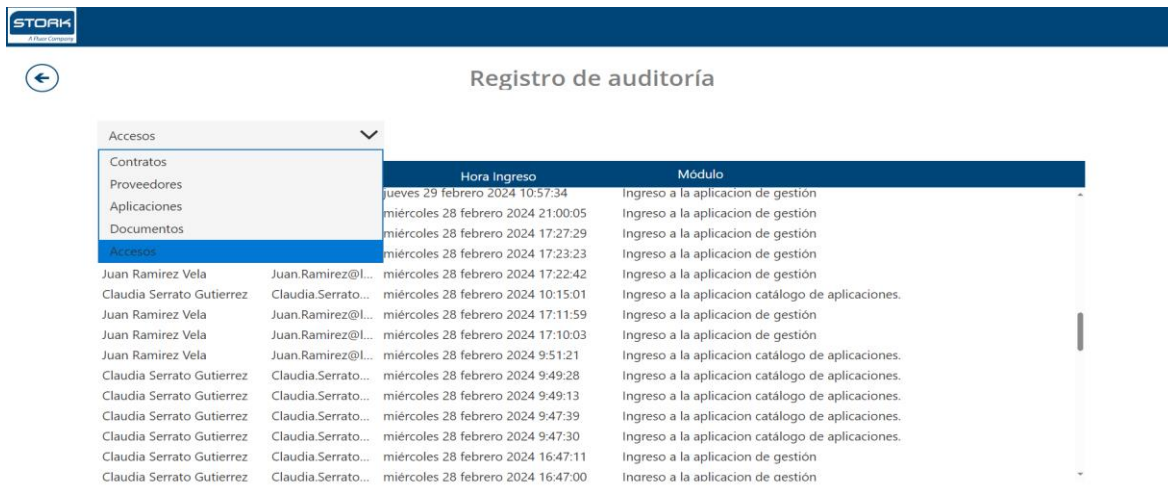 STORK
A Fluor Company
Registro de auditoría
Accesos
Contratos
Proveedores
Aplicaciones
Documentos
Accesos
Hora Ingreso Módulo
jueves 29 febrero 2024 10:57:34 Ingreso a la aplicacion de gestión
miércoles 28 febrero 2024 21:00:05 Ingreso a la aplicacion de gestión
miércoles 28 febrero 2024 17:27:29 Ingreso a la aplicacion de gestión
miércoles 28 febrero 2024 17:23:23 Ingreso a la aplicacion de gestión
Juan Ramirez Vela Juan.Ramirez@l... miércoles 28 febrero 2024 17:22:42 Ingreso a la aplicacion de gestión
Claudia Serrato Gutierrez Claudia.Serrato... miércoles 28 febrero 2024 10:15:01 Ingreso a la aplicacion catálogo de aplicaciones.
Juan Ramirez Vela Juan.Ramirez@l... miércoles 28 febrero 2024 17:11:59 Ingreso a la aplicacion de gestión
Juan Ramirez Vela Juan.Ramirez@l... miércoles 28 febrero 2024 17:10:03 Ingreso a la aplicacion de gestión
Juan Ramirez Vela Juan.Ramirez@l... miércoles 28 febrero 2024 9:51:21 Ingreso a la aplicacion catálogo de aplicaciones.
Claudia Serrato Gutierrez Claudia.Serrato... miércoles 28 febrero 2024 9:49:28 Ingreso a la aplicacion catálogo de aplicaciones.
Claudia Serrato Gutierrez Claudia.Serrato... miércoles 28 febrero 2024 9:49:13 Ingreso a la aplicacion catálogo de aplicaciones.
Claudia Serrato Gutierrez Claudia.Serrato... miércoles 28 febrero 2024 9:47:39 Ingreso a la aplicacion catálogo de aplicaciones.
Claudia Serrato Gutierrez Claudia.Serrato... miércoles 28 febrero 2024 9:47:30 Ingreso a la aplicacion catálogo de aplicaciones.
Claudia Serrato Gutierrez Claudia.Serrato... miércoles 28 febrero 2024 16:47:11 Ingreso a la aplicacion de gestión
Claudia Serrato Gutierrez Claudia.Serrato... miércoles 28 febrero 2024 16:47:00 Ingreso a la aplicacion de gestión